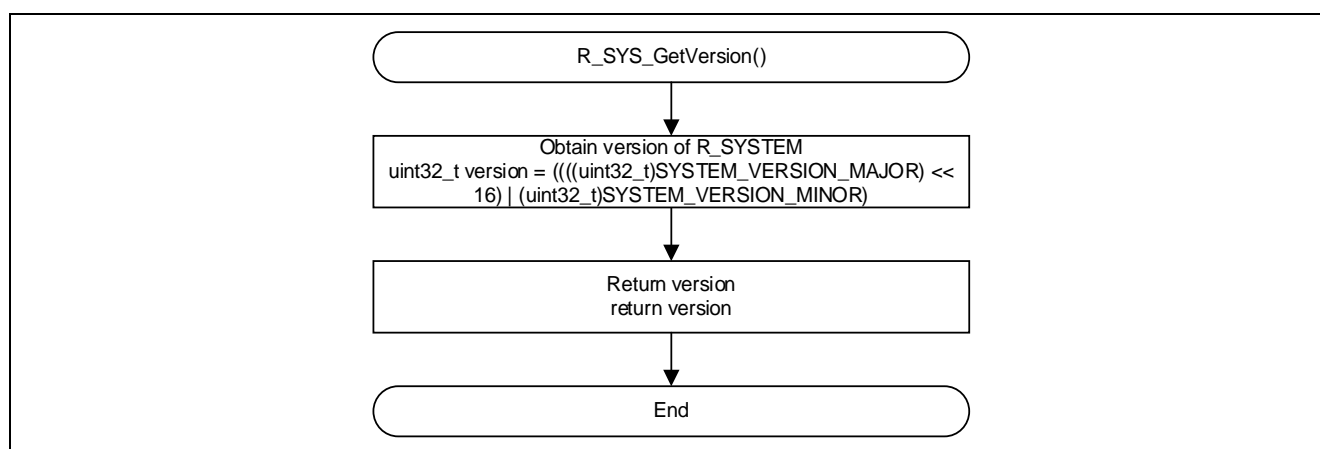 R_SYS_GetVersion()
Obtain version of R_SYSTEM
uint32_t version = ((((uint32_t)SYSTEM_VERSION_MAJOR) <<
16) | (uint32_t)SYSTEM_VERSION_MINOR)
Return version
return version
End